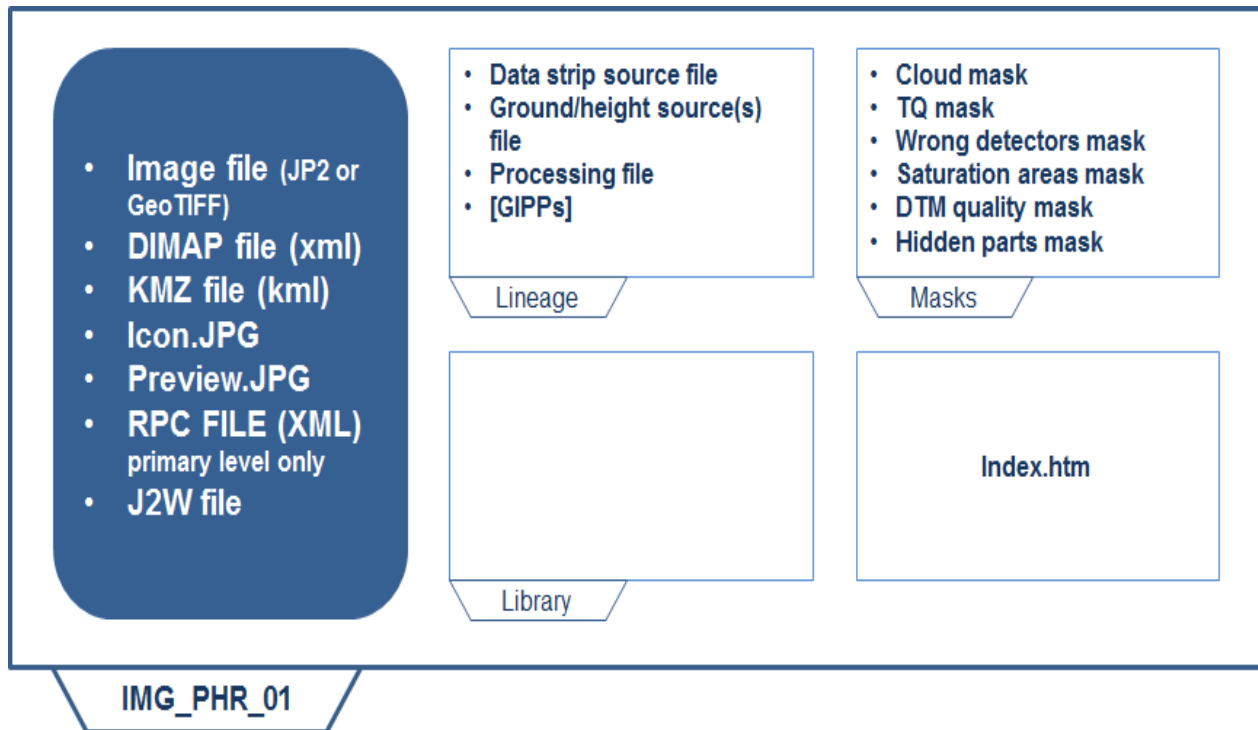 • Image file (JP2 or
GeoTIFF)
• DIMAP file (xml)
• KMZ file (kml)
• Icon.JPG
• Preview.JPG
• RPC FILE (XML)
primary level only
• J2W file
• Data strip source file
• Ground/height source(s)
file
• Processing file
• [GIPPs]
Lineage
• Cloud mask
• TQ mask
• Wrong detectors mask
• Saturation areas mask
• DTM quality mask
• Hidden parts mask
Masks
Library
Index.htm
IMG_PHR_01